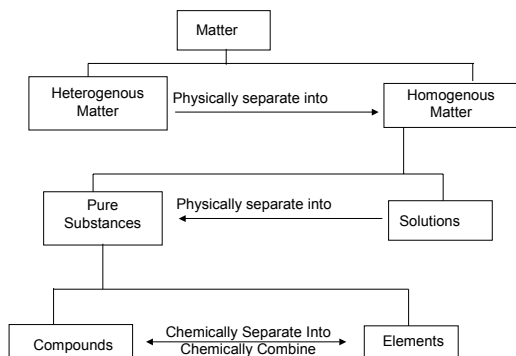 Matter
Heterogenous
Matter
Physically separate into
Homogenous
Matter
Pure
Substances
Physically separate into
Solutions
Compounds
Chemically Separate Into
Chemically Combine
Elements